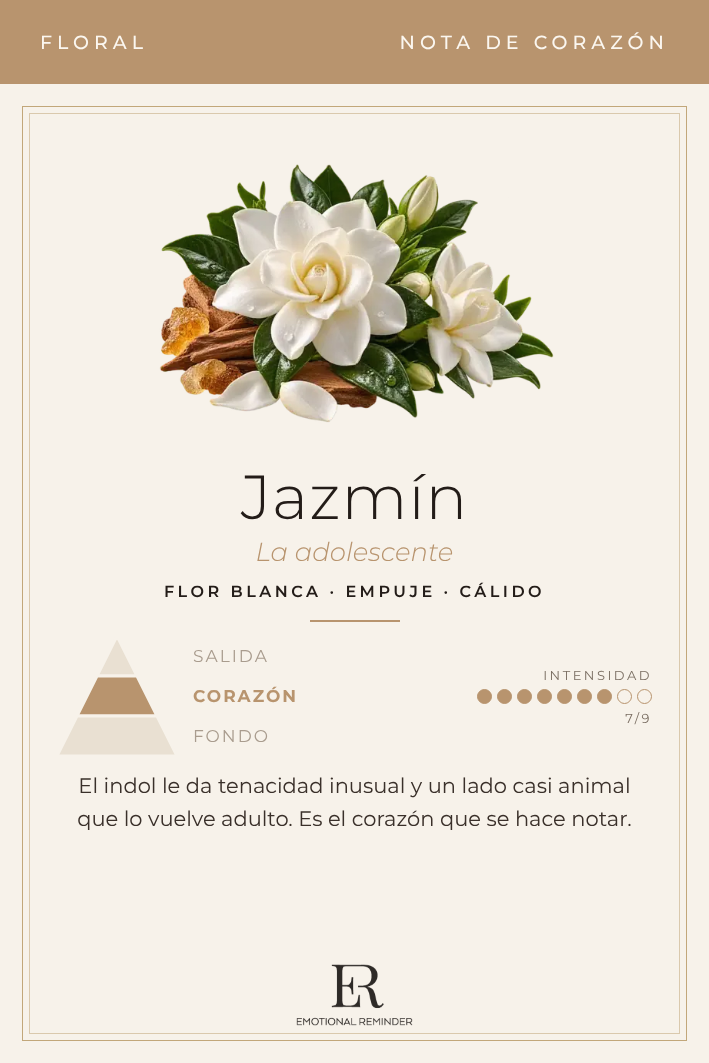 FLORAL
NOTA DE CORAZÓN
Jazmín
La adolescente
FLOR BLANCA · EMPUJE · CÁLIDO
SALIDA
CORAZÓN
FONDO
INTENSIDAD
7/9
El indol le da tenacidad inusual y un lado casi animal
que lo vuelve adulto. Es el corazón que se hace notar.
ER
EMOTIONAL REMINDER